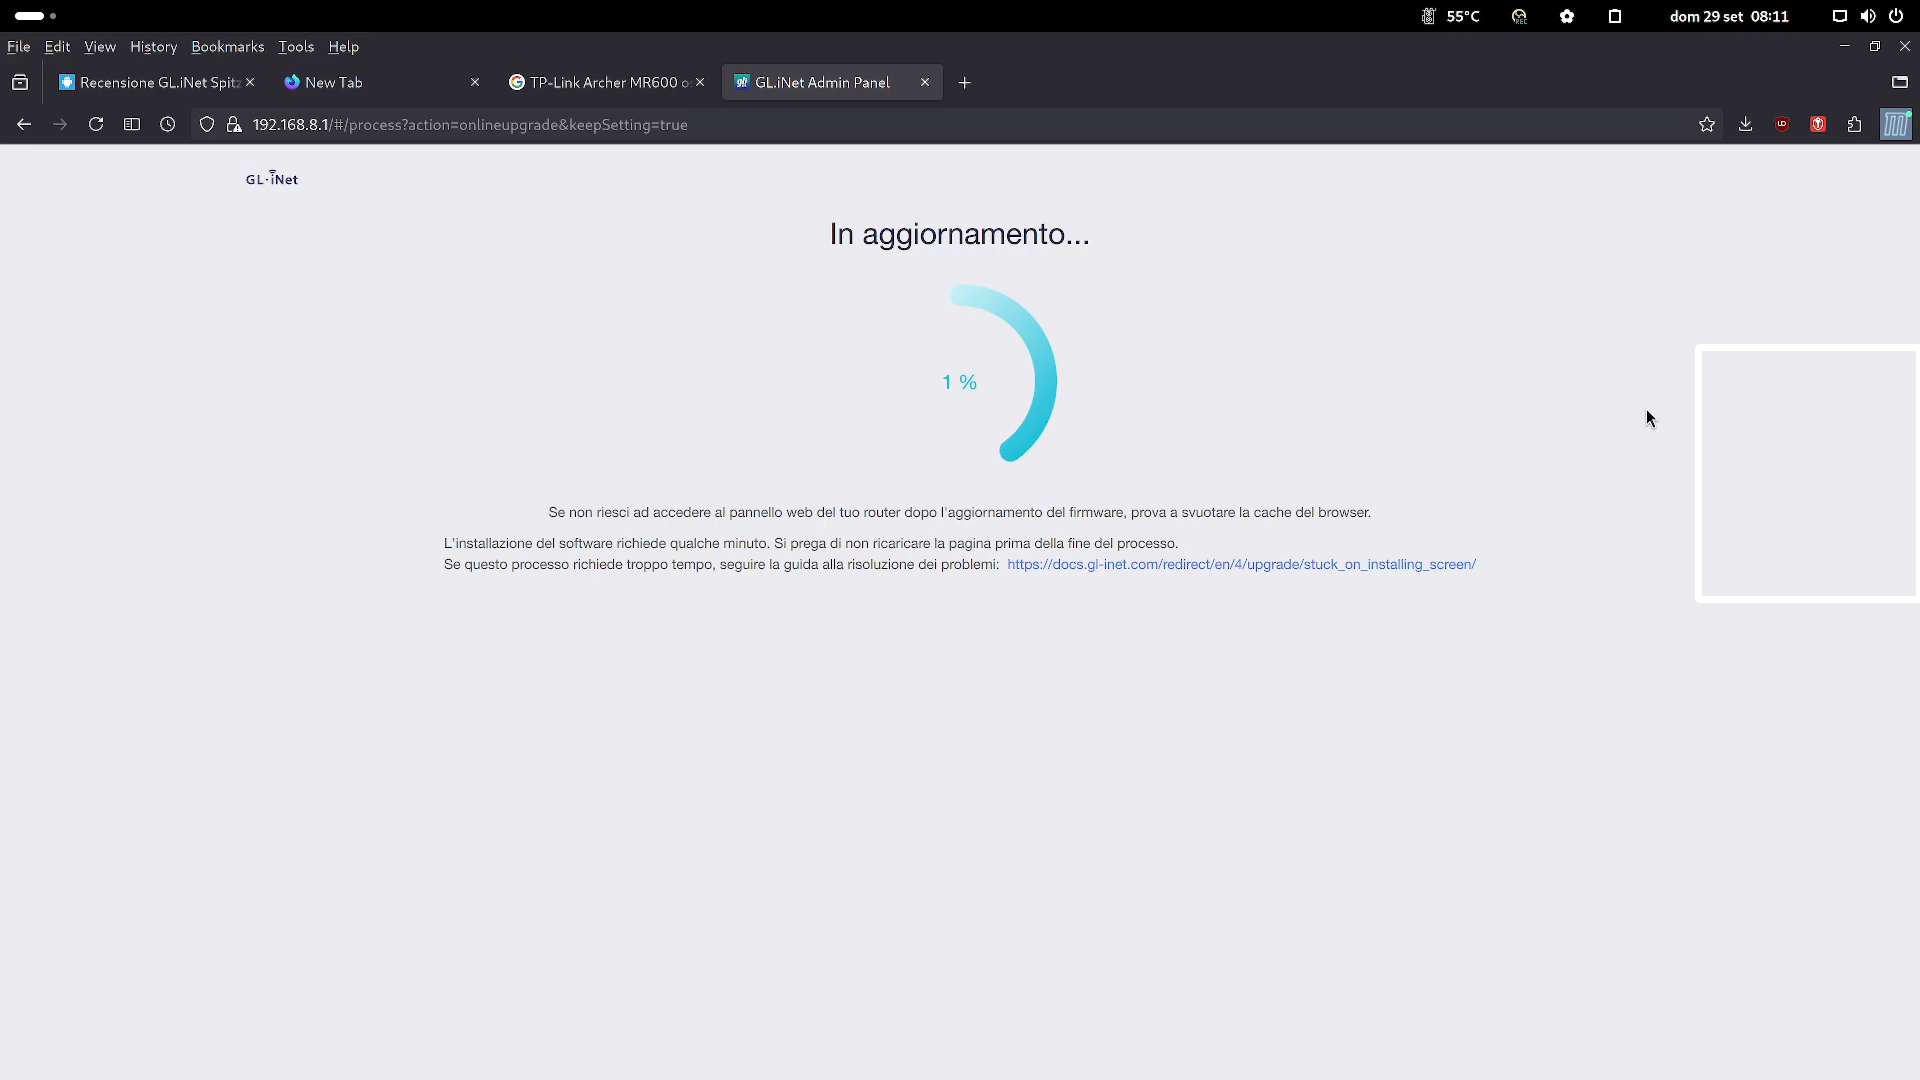 55°C
dom 29 set 08:11
File Edit View History Bookmarks Tools Help
Recensione GL.iNet Spitz
New Tab
TP-Link Archer MR600 o
GL.iNet Admin Panel
192.168.8.1/#/process?action=onlineupgrade&keepSetting=true
GL·iNet
In aggiornamento...
1 %
Se non riesci ad accedere al pannello web del tuo router dopo l'aggiornamento del firmware, prova a svuotare la cache del browser.
L'installazione del software richiede qualche minuto. Si prega di non ricaricare la pagina prima della fine del processo.
Se questo processo richiede troppo tempo, seguire la guida alla risoluzione dei problemi: https://docs.gl-inet.com/redirect/en/4/upgrade/stuck_on_installing_screen/